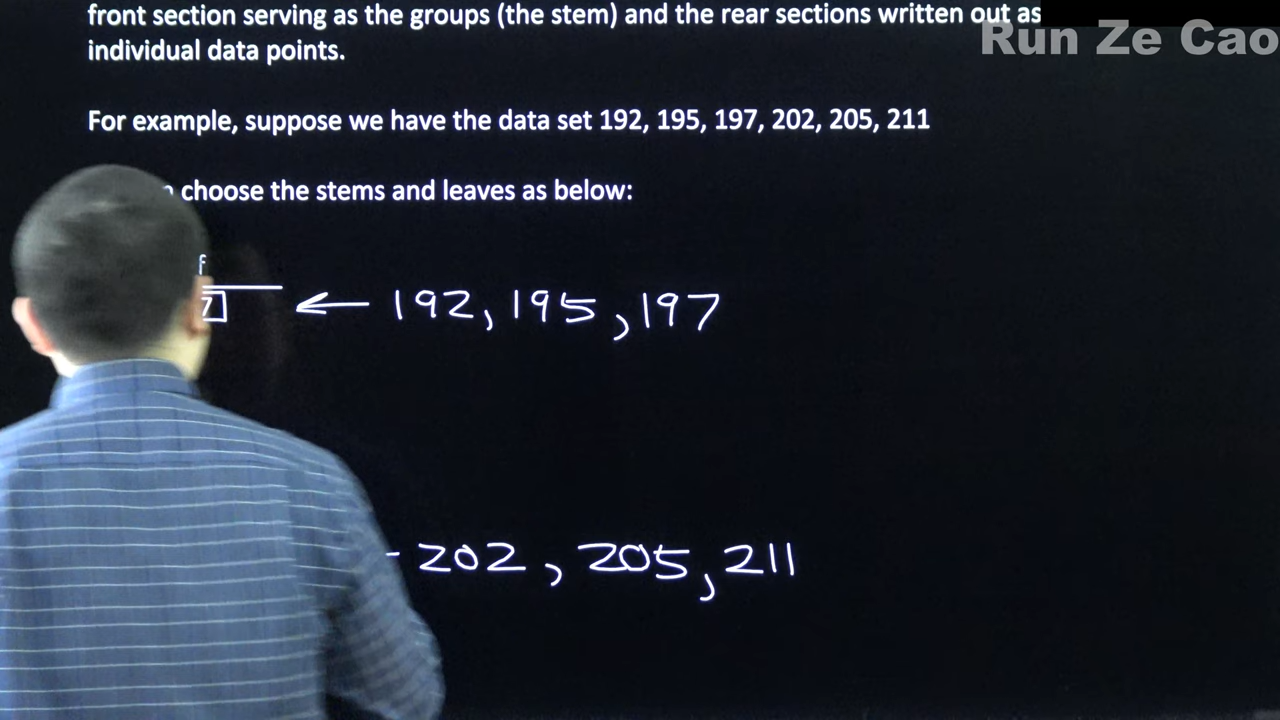 front section serving as the groups (the stem) and the rear sections written out as
Run Ze Cao
individual data points.
For example, suppose we have the data set 192, 195, 197, 202, 205, 211
choose the stems and leaves as below:
f
7 ← 192, 195, 197
202, 205, 211